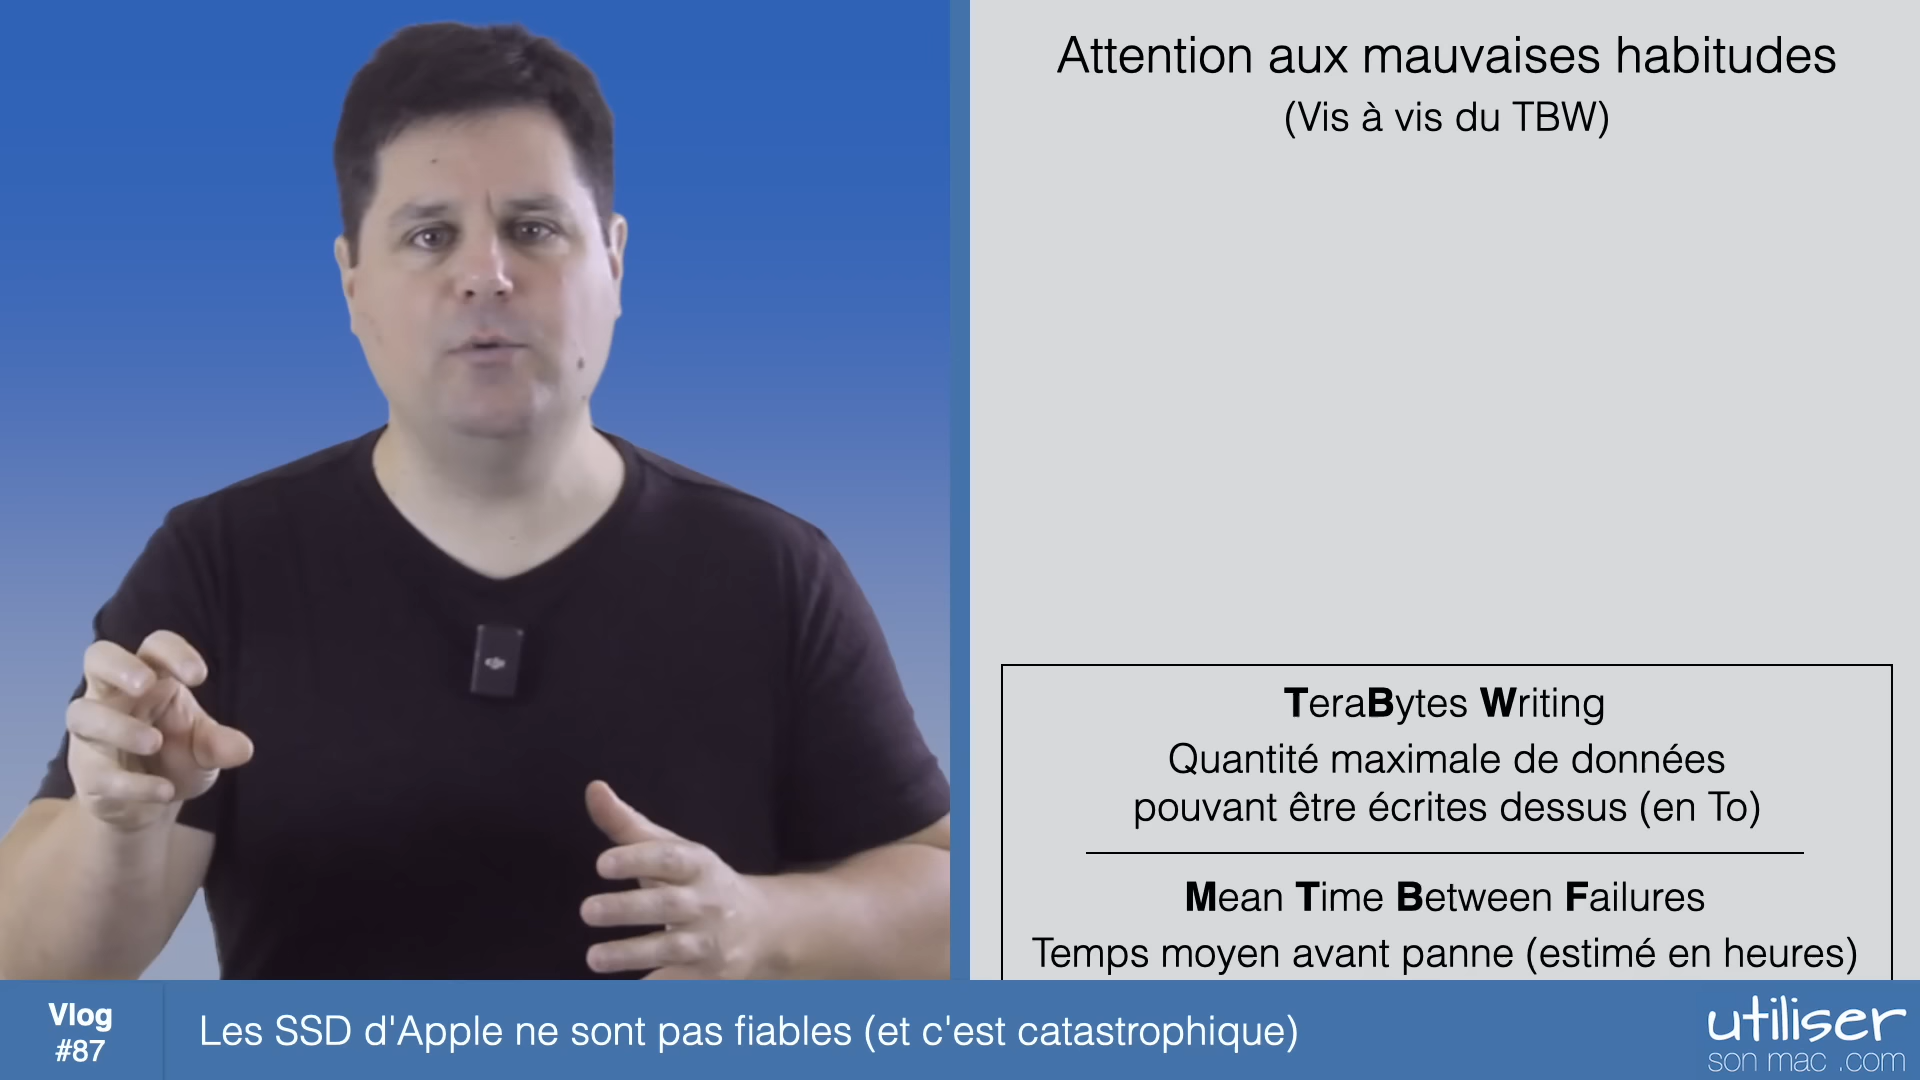 Attention aux mauvaises habitudes
(Vis à vis du TBW)
TeraBytes Writing
Quantité maximale de données
pouvant être écrites dessus (en To)
Mean Time Between Failures
Temps moyen avant panne (estimé en heures)
Vlog
#87
Les SSD d'Apple ne sont pas fiables (et c'est catastrophique)
utiliser
son mac .com